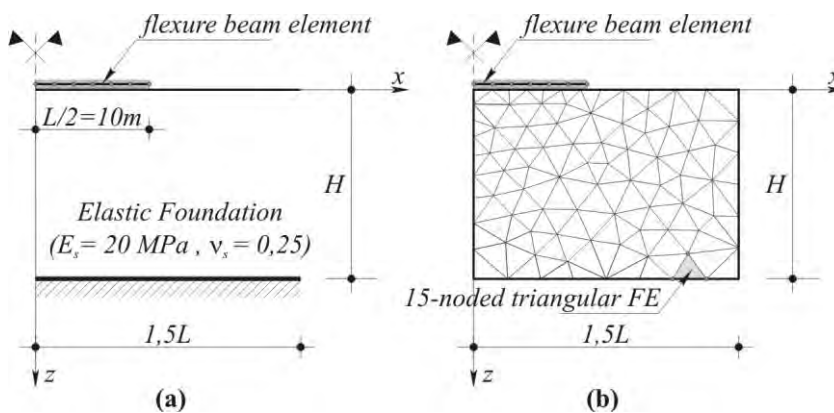 flexure beam element
x
L/2=10m
H
Elastic Foundation
(Es= 20 MPa , νs = 0,25)
1,5L
z
(a)
flexure beam element
x
H
15-noded triangular FE
1,5L
z
(b)